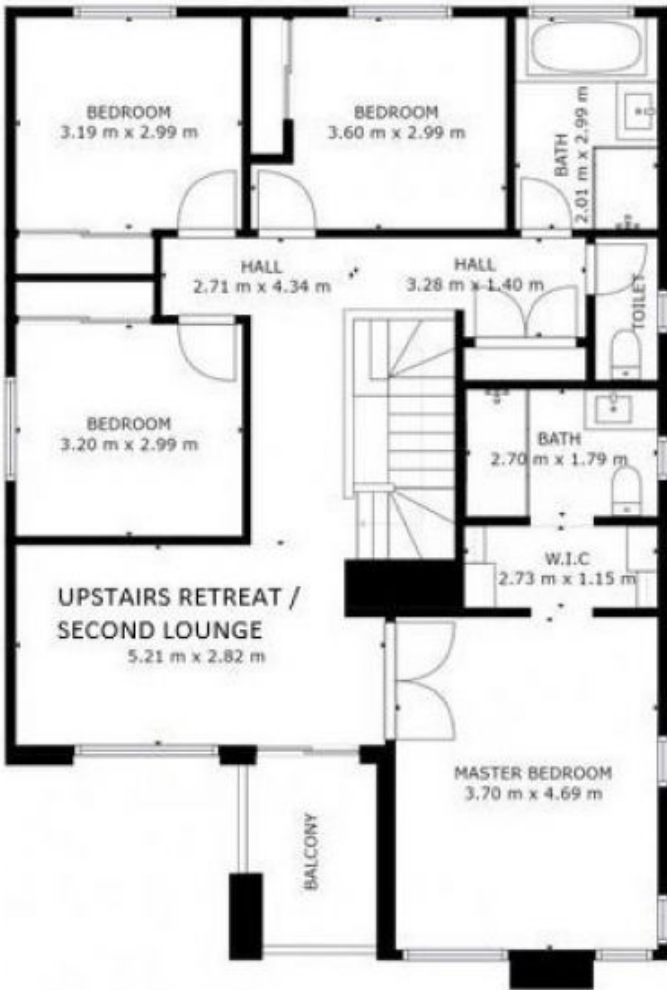 BEDROOM
3.19 m x 2.99 m
BEDROOM
3.60 m x 2.99 m
BATH
2.01 m x 2.99 m
HALL
2.71 m x 4.34 m
HALL
3.28 m x 1.40 m
TOILET
BEDROOM
3.20 m x 2.99 m
BATH
2.70 m x 1.79 m
W.I.C
2.73 m x 1.15 m
UPSTAIRS RETREAT /
SECOND LOUNGE
5.21 m x 2.82 m
MASTER BEDROOM
3.70 m x 4.69 m
BALCONY